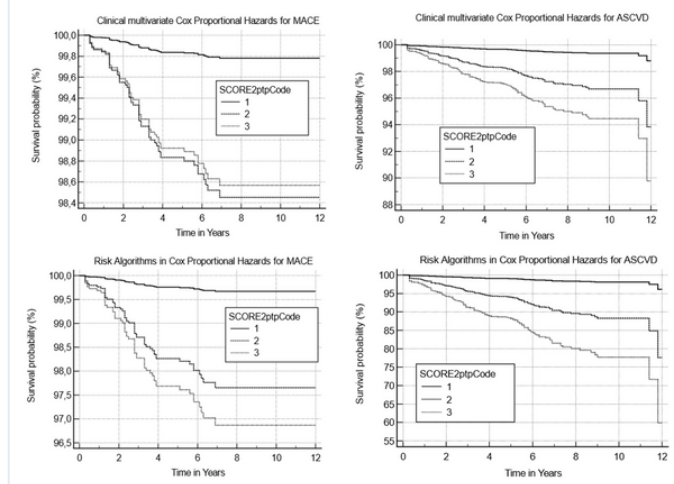 Clinical multivariate Cox Proportional Hazards for MACE
100,0
99,8
99,6
99,4
99,2
99,0
98,8
98,6
98,4
Survival probability (%)
SCORE2ptpCode
1
2
3
0 2 4 6 8 10 12
Time in Years
Clinical multivariate Cox Proportional Hazards for ASCVD
100
98
96
94
92
90
88
Survival probability (%)
SCORE2ptpCode
1
2
3
0 2 4 6 8 10 12
Time in Years
Risk Algorithms in Cox Proportional Hazards for MACE
100,0
99,5
99,0
98,5
98,0
97,5
97,0
96,5
Survival probability (%)
SCORE2ptpCode
1
2
3
0 2 4 6 8 10 12
Time in Years
Risk Algorithms in Cox Proportional Hazards for ASCVD
100
95
90
85
80
75
70
65
60
55
Survival probability (%)
SCORE2ptpCode
1
2
3
0 2 4 6 8 10 12
Time in Years